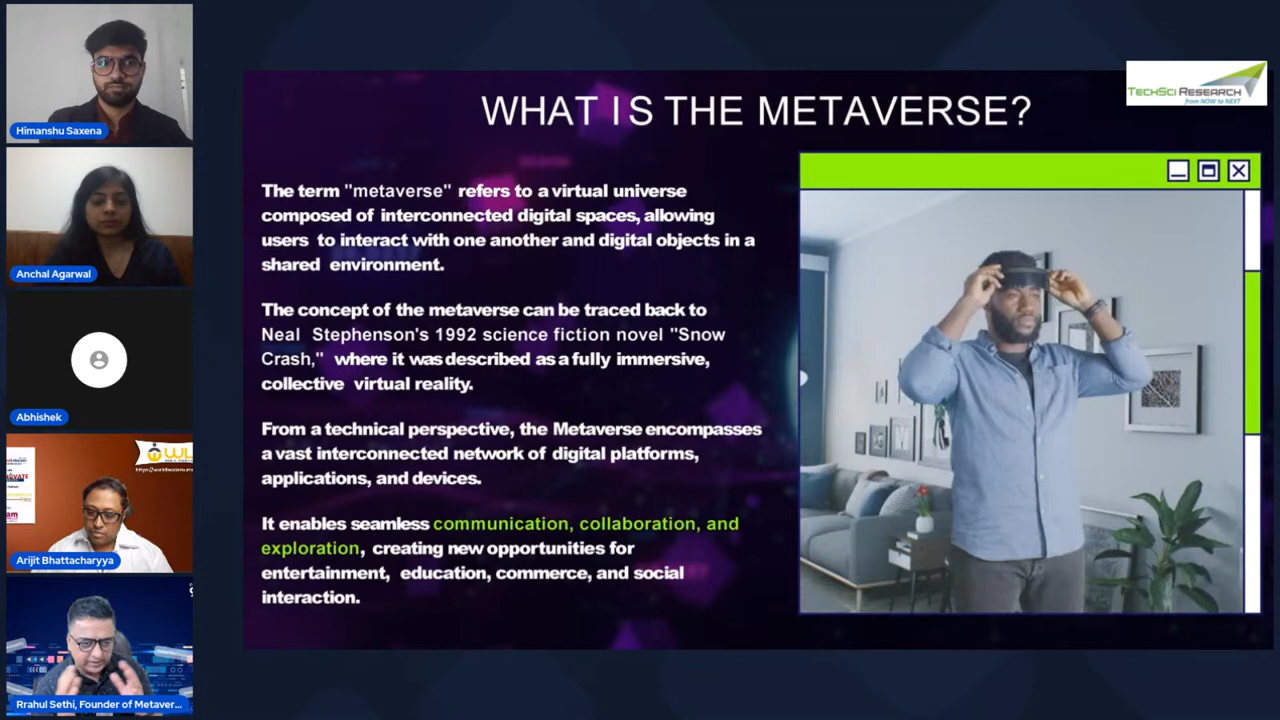 Himanshu Saxena
Anchal Agarwal
Abhishek
Arijit Bhattacharyya
Rrahul Sethi, Founder of Metaver...
WHAT IS THE METAVERSE?
TECHSCI RESEARCH
from NOW to NEXT
The term "metaverse" refers to a virtual universe
composed of interconnected digital spaces, allowing
users to interact with one another and digital objects in a
shared environment.
The concept of the metaverse can be traced back to
Neal Stephenson's 1992 science fiction novel "Snow
Crash," where it was described as a fully immersive,
collective virtual reality.
From a technical perspective, the Metaverse encompasses
a vast interconnected network of digital platforms,
applications, and devices.
It enables seamless communication, collaboration, and
exploration, creating new opportunities for
entertainment, education, commerce, and social
interaction.